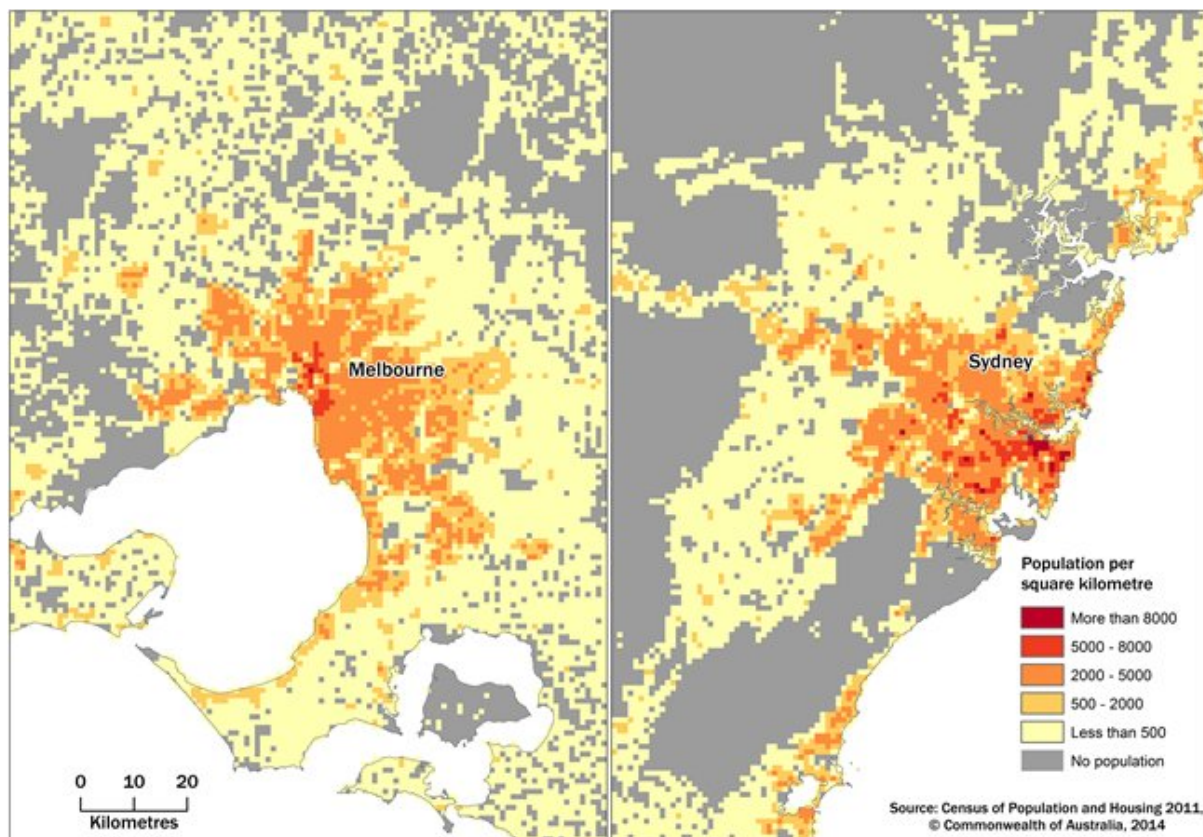 Melbourne
Sydney
Population per
square kilometre
More than 8000
5000 - 8000
2000 - 5000
500 - 2000
Less than 500
No population
0 10 20
Kilometres
Source: Census of Population and Housing 2011,
© Commonwealth of Australia, 2014